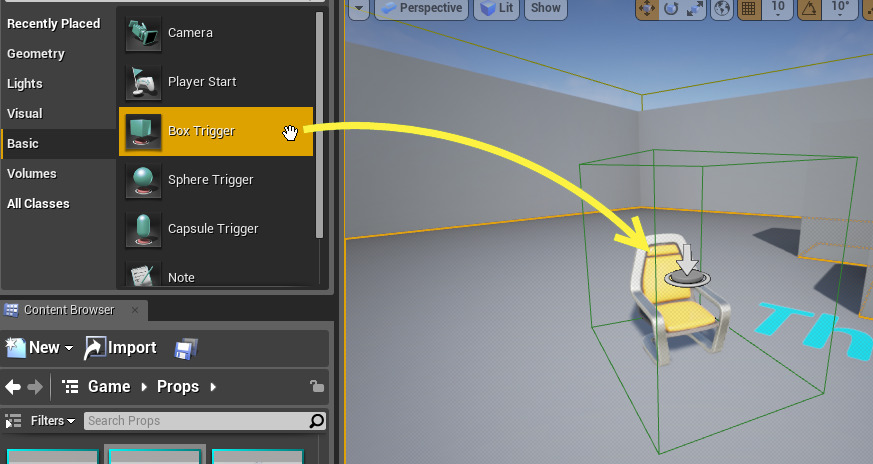 Recently Placed
Geometry
Lights
Visual
Basic
Volumes
All Classes
Camera
Player Start
Box Trigger
Sphere Trigger
Capsule Trigger
Note
Perspective
Lit
Show
10
10°
Th
Content Browser
New
Import
Game
Props
Filters
Search Props